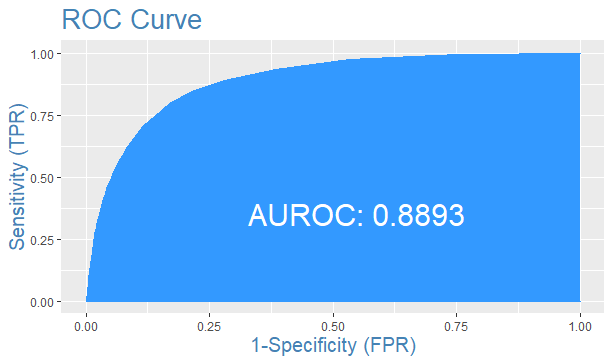 ROC Curve
1.00
0.75
0.50
0.25
0.00
Sensitivity (TPR)
AUROC: 0.8893
0.00 0.25 0.50 0.75 1.00
1-Specificity (FPR)